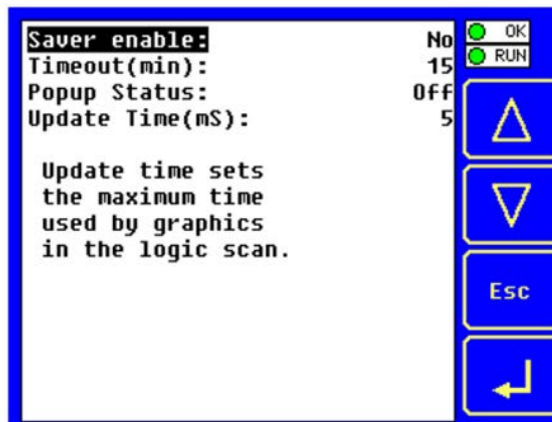 Saver enable: No
Timeout(min): 15
Popup Status: Off
Update Time(mS): 5
Update time sets
the maximum time
used by graphics
in the logic scan.
OK
RUN
Esc